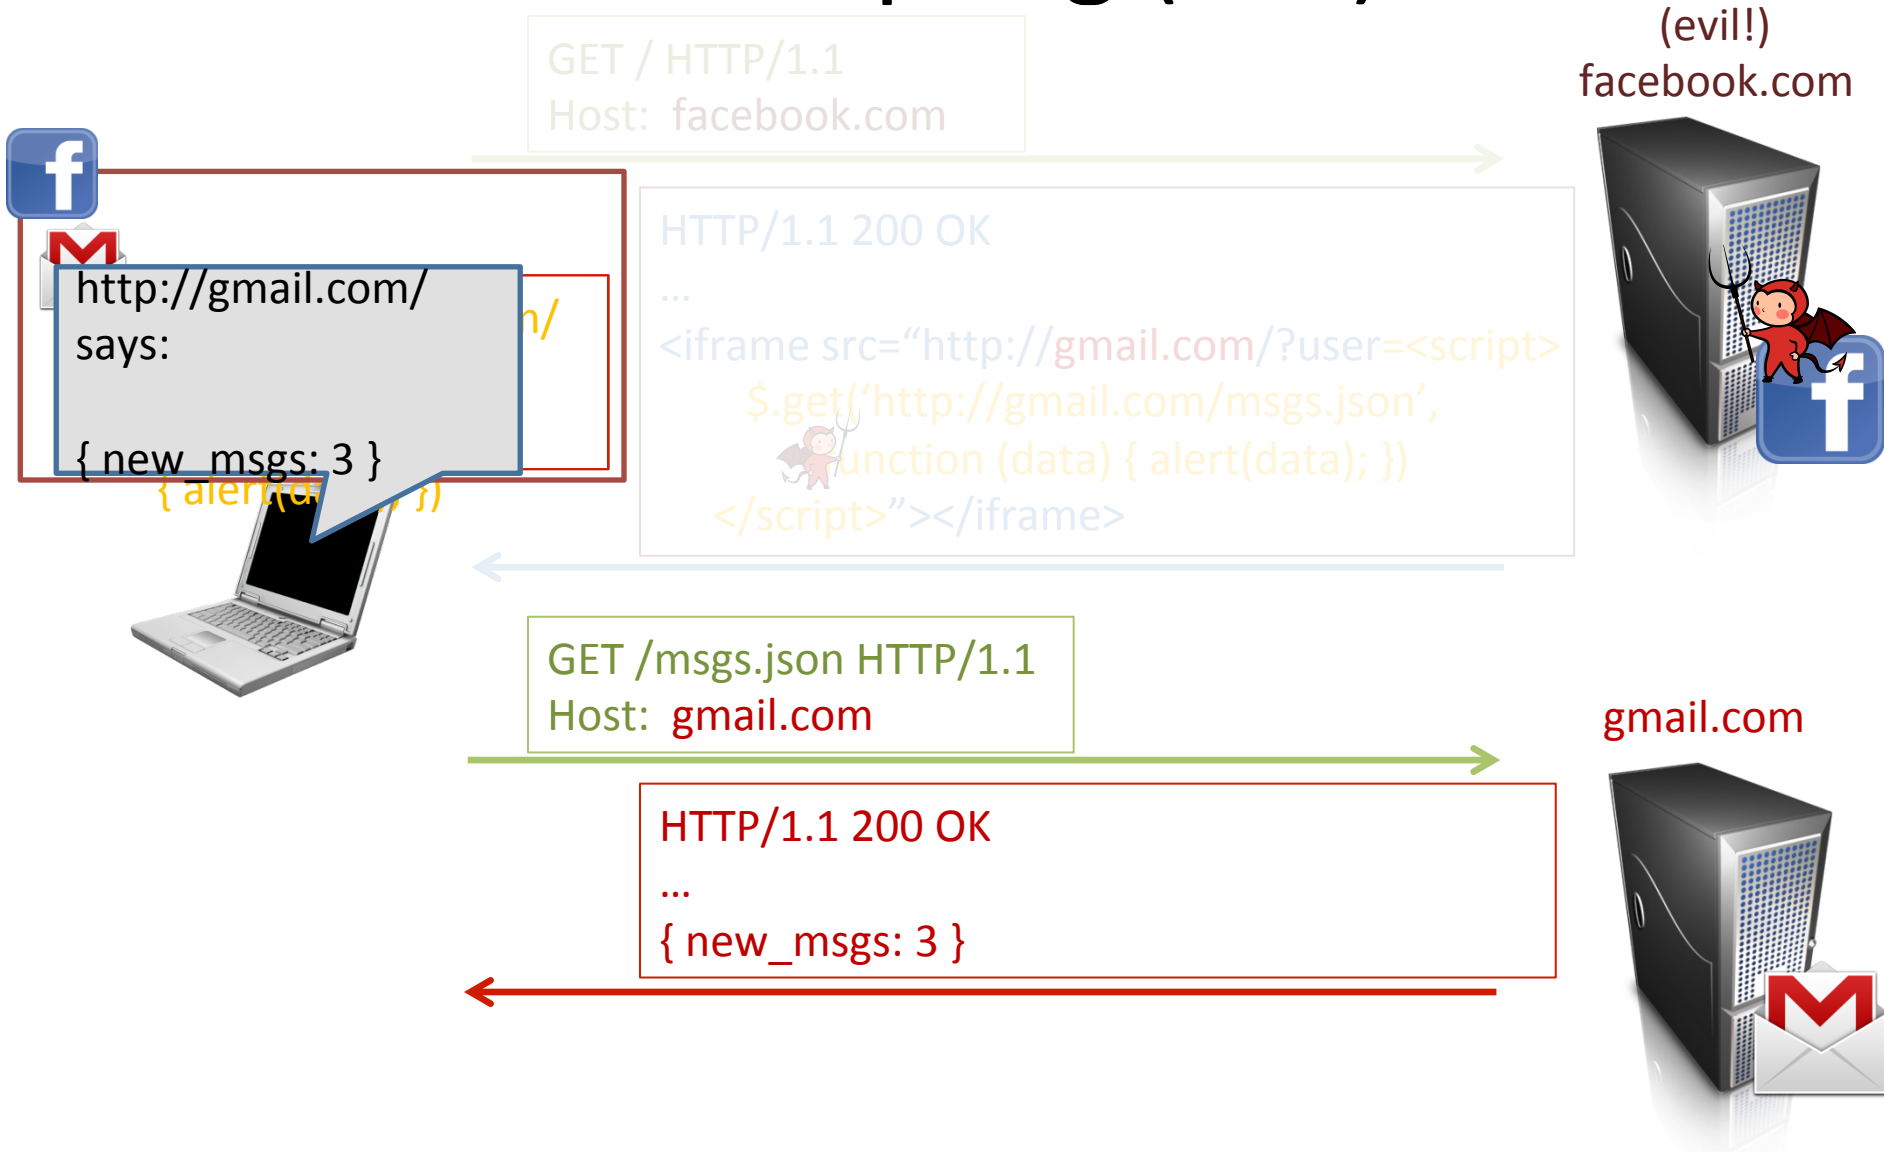 GET / HTTP/1.1
Host: facebook.com
(evil!)
facebook.com
HTTP/1.1 200 OK
...
<iframe src=“http://gmail.com/?user=<script>
$.get(‘http://gmail.com/msgs.json’,
function (data) { alert(data); })
</script>”></iframe>
http://gmail.com/
says:
{ new_msgs: 3 }
{ alert(
})
GET /msgs.json HTTP/1.1
Host: gmail.com
gmail.com
HTTP/1.1 200 OK
...
{ new_msgs: 3 }